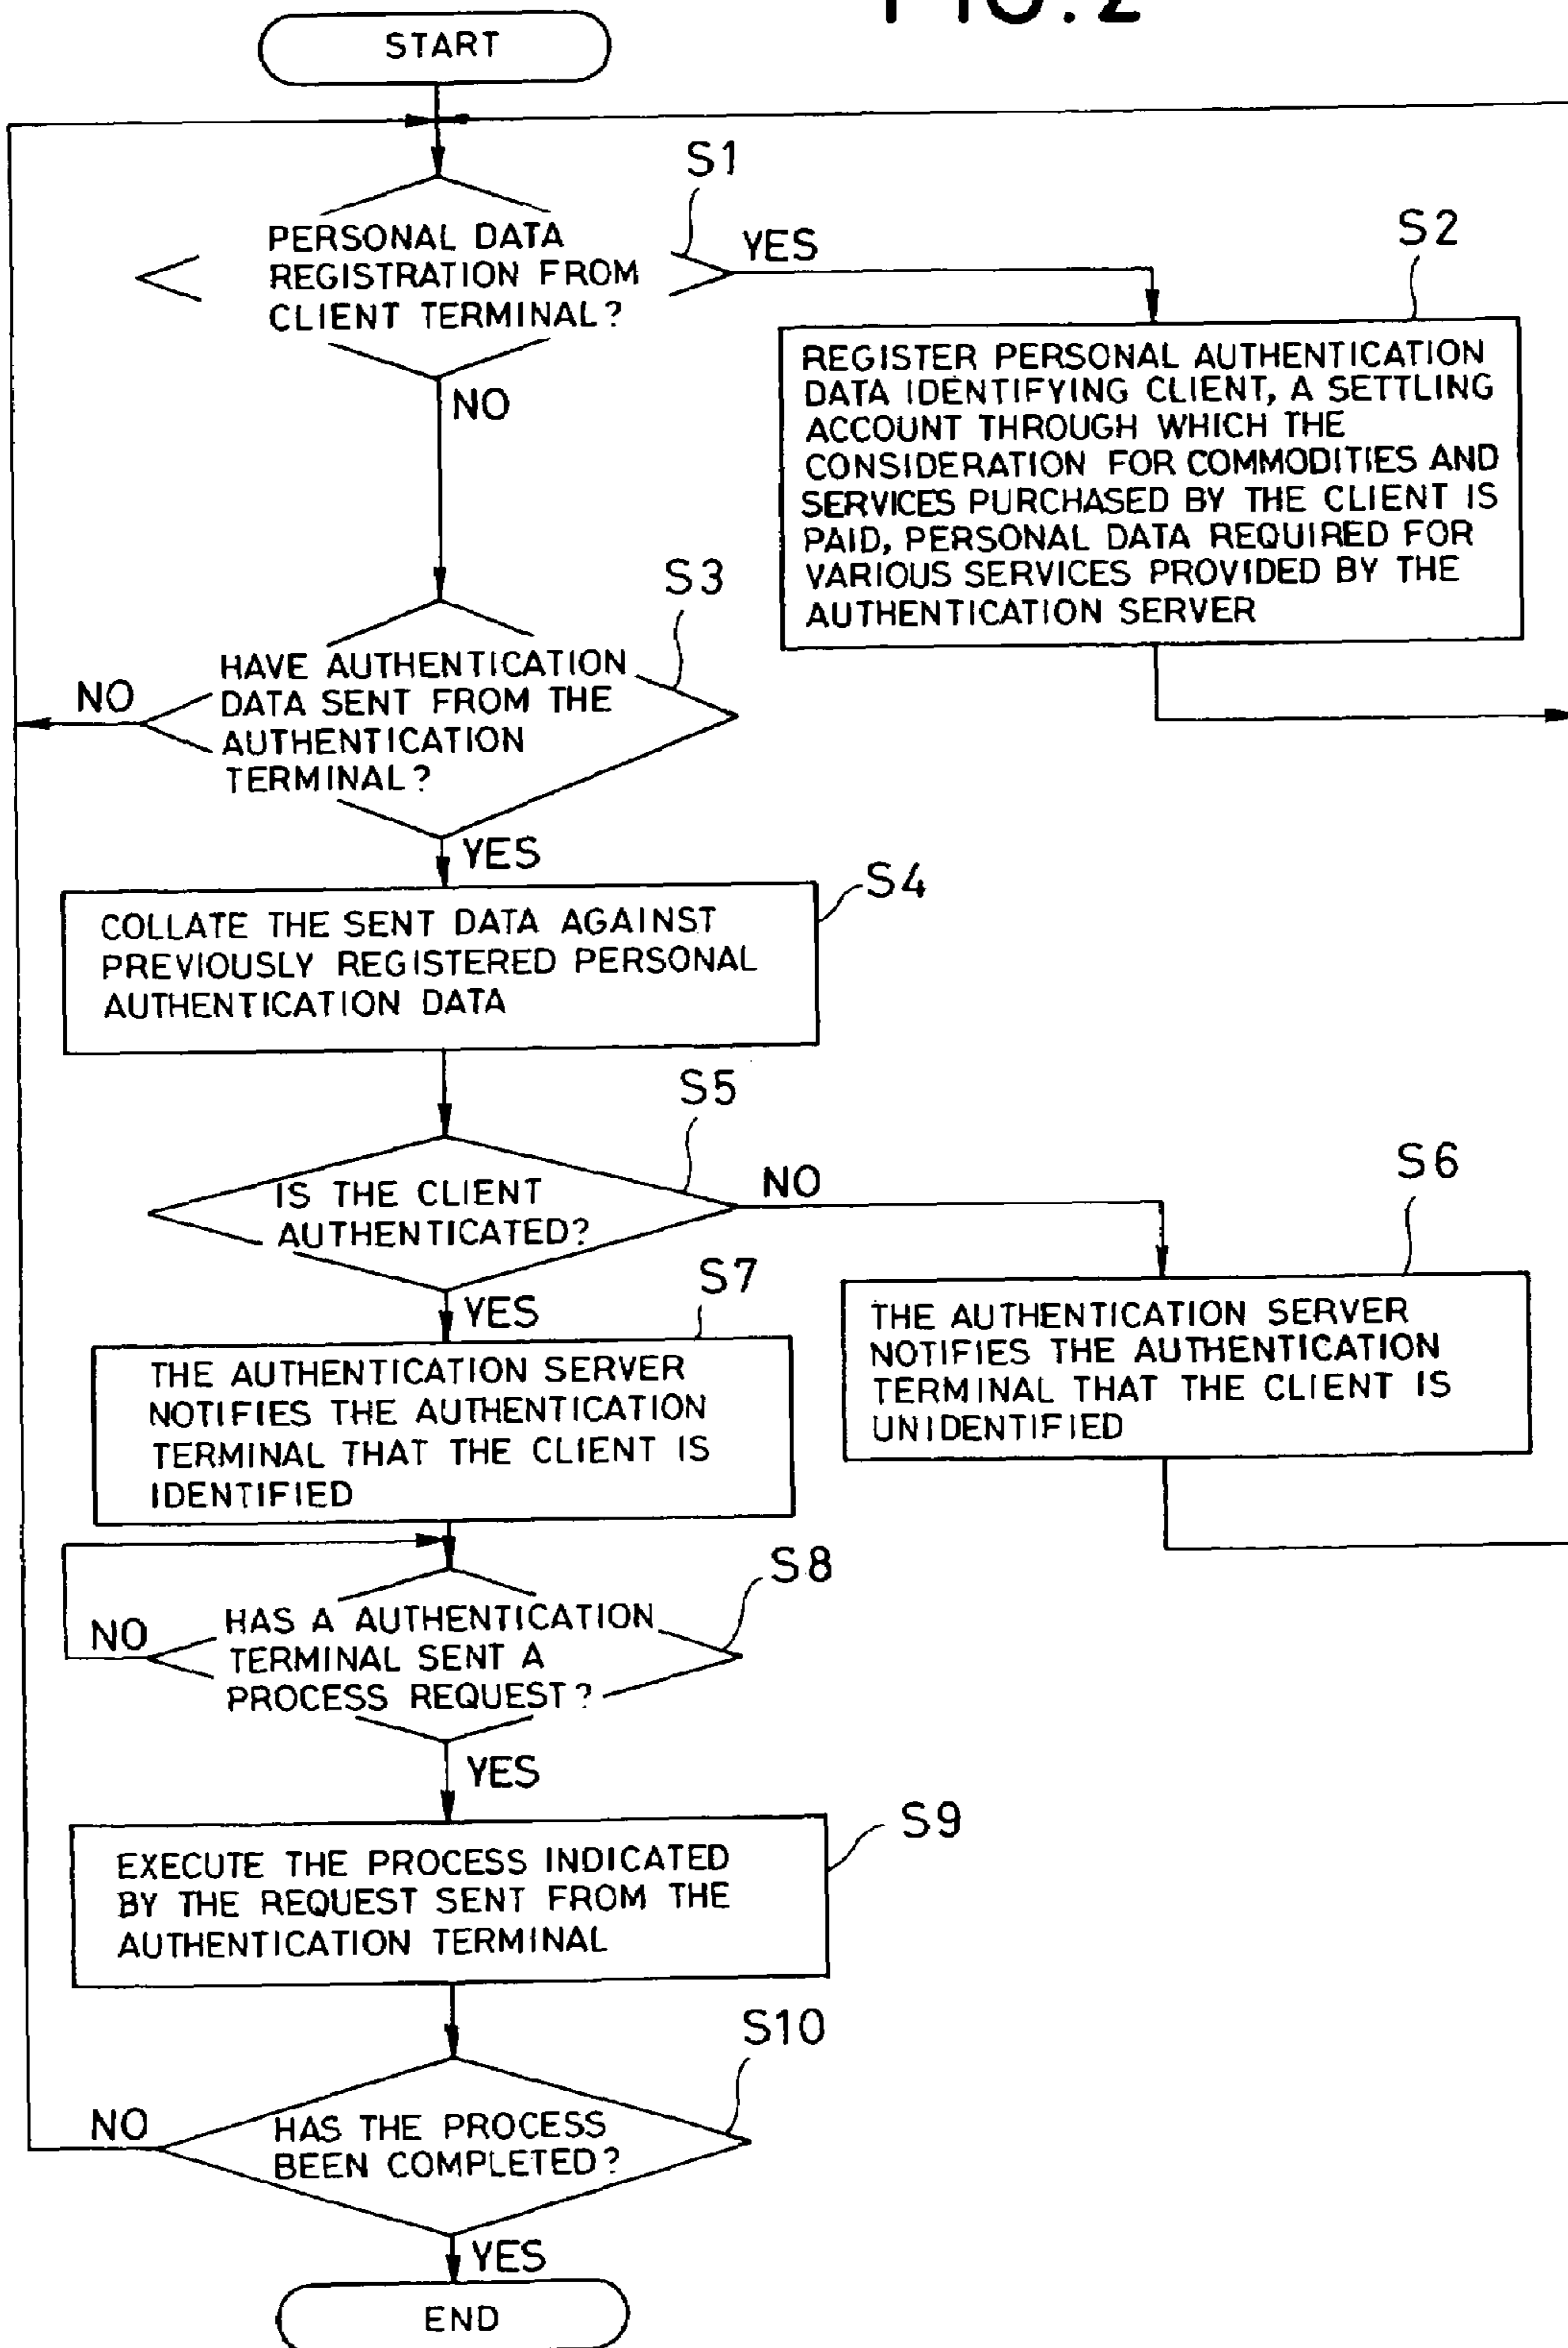 FIG. 2
START
S1
PERSONAL DATA
REGISTRATION FROM
CLIENT TERMINAL?
YES
NO
S2
REGISTER PERSONAL AUTHENTICATION
DATA IDENTIFYING CLIENT, A SETTLING
ACCOUNT THROUGH WHICH THE
CONSIDERATION FOR COMMODITIES AND
SERVICES PURCHASED BY THE CLIENT IS
PAID, PERSONAL DATA REQUIRED FOR
VARIOUS SERVICES PROVIDED BY THE
AUTHENTICATION SERVER
S3
HAVE AUTHENTICATION
DATA SENT FROM THE
AUTHENTICATION
TERMINAL?
NO
YES
S4
COLLATE THE SENT DATA AGAINST
PREVIOUSLY REGISTERED PERSONAL
AUTHENTICATION DATA
S5
IS THE CLIENT
AUTHENTICATED?
NO
YES
S6
THE AUTHENTICATION SERVER
NOTIFIES THE AUTHENTICATION
TERMINAL THAT THE CLIENT IS
UNIDENTIFIED
S7
THE AUTHENTICATION SERVER
NOTIFIES THE AUTHENTICATION
TERMINAL THAT THE CLIENT IS
IDENTIFIED
S8
HAS A AUTHENTICATION
TERMINAL SENT A
PROCESS REQUEST?
NO
YES
S9
EXECUTE THE PROCESS INDICATED
BY THE REQUEST SENT FROM THE
AUTHENTICATION TERMINAL
S10
HAS THE PROCESS
BEEN COMPLETED?
NO
YES
END